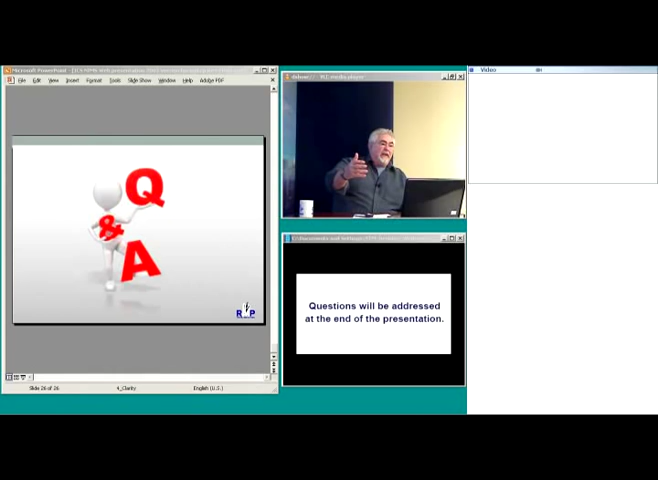 Microsoft PowerPoint
File Edit View Insert Format Tools Slide Show Window Help Adobe PDF
Q
&
A
Slide 26 of 26 4_Clarity English (U.S.)
Questions will be addressed
at the end of the presentation.
Video